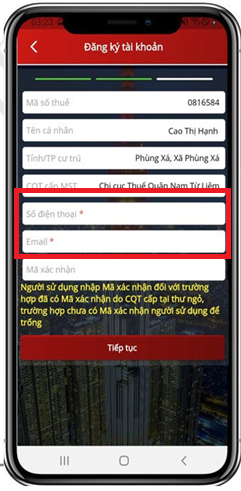 03:23
Đăng ký tài khoản
Mã số thuế 0816584
Tên cá nhân Cao Thị Hạnh
Tỉnh/TP cư trú Phùng Xá, Xã Phùng Xá
CQT cấp MST Chi cục Thuế Quận Nam Từ Liêm
Số điện thoại *
Email *
Mã xác nhận
Người sử dụng nhập Mã xác nhận đối với trường
hợp đã có Mã xác nhận do CQT cấp tại thư ngỏ,
trường hợp chưa có Mã xác nhận người sử dụng để
trống
Tiếp tục